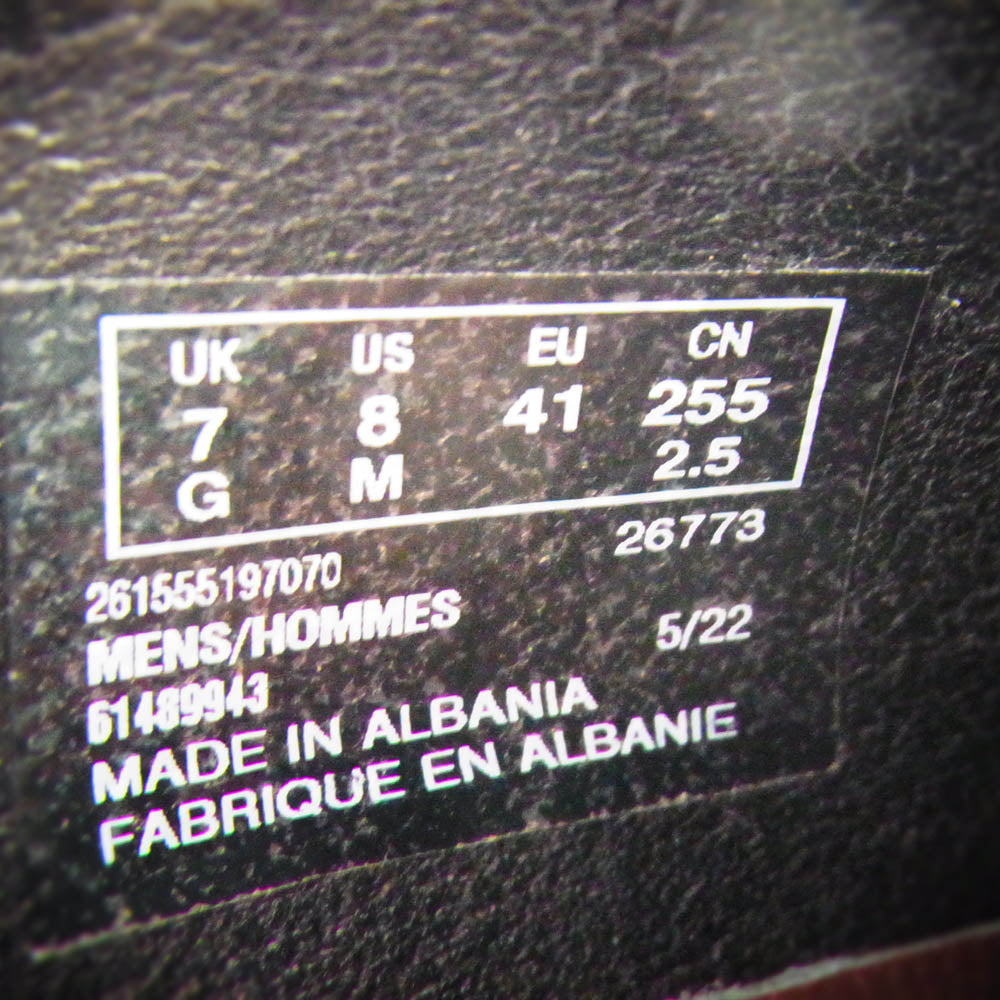 UK US EU CN
7 8 41 255
G M 2.5
26773
261555197070
MENS/HOMMES 5/22
61489943
MADE IN ALBANIA
FABRIQUE EN ALBANIE